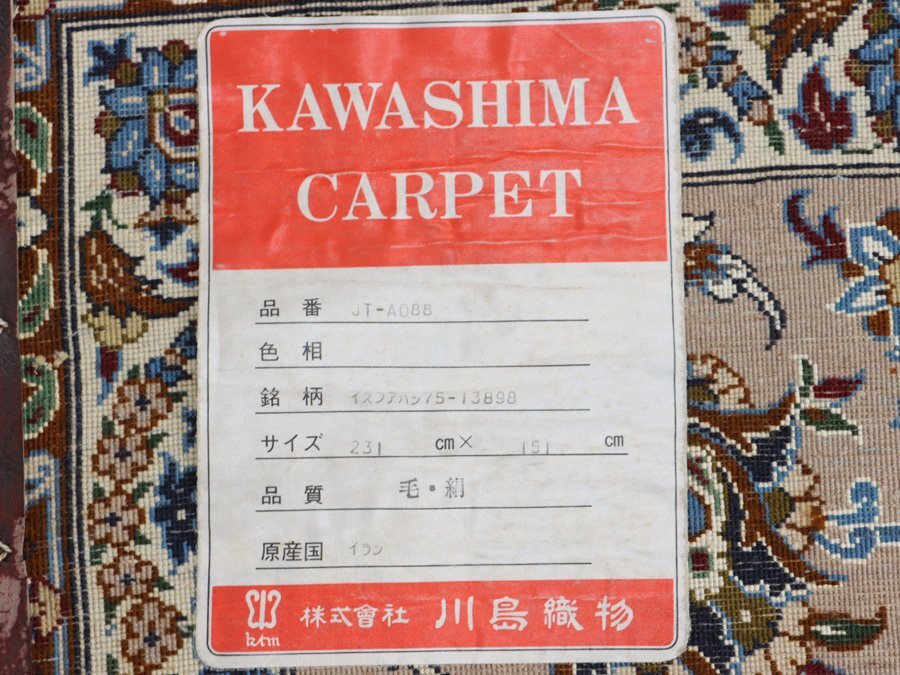 KAWASHIMA
CARPET
品番 JT-A088
色相
銘柄 イスファハン75-13898
サイズ 231 cm× 151 cm
品質 毛・絹
原産国 イラン
ktm 株式會社 川島織物